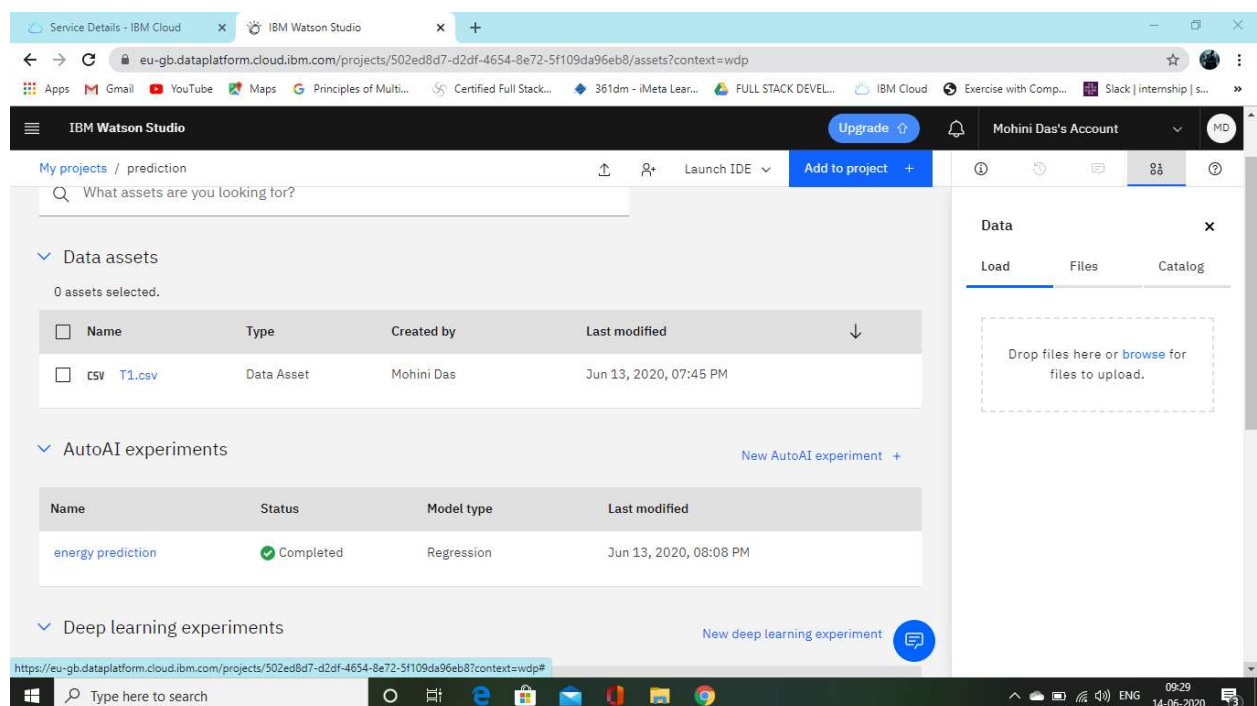 Service Details - IBM Cloud
IBM Watson Studio
eu-gb.dataplatform.cloud.ibm.com/projects/502ed8d7-d2df-4654-8e72-5f109da96eb8/assets?context=wdp
Apps Gmail YouTube Maps Principles of Multi... Certified Full Stack... 361dm - iMeta Lear... FULL STACK DEVEL... IBM Cloud Exercise with Comp... Slack | internship | s... »
IBM Watson Studio Upgrade Mohini Das's Account MD
My projects / prediction Launch IDE Add to project +
What assets are you looking for?
Data
Load Files Catalog
Drop files here or browse for
files to upload.
Data assets
0 assets selected.
Name Type Created by Last modified
CSV T1.csv Data Asset Mohini Das Jun 13, 2020, 07:45 PM
AutoAI experiments New AutoAI experiment +
Name Status Model type Last modified
energy prediction Completed Regression Jun 13, 2020, 08:08 PM
Deep learning experiments New deep learning experiment
https://eu-gb.dataplatform.cloud.ibm.com/projects/502ed8d7-d2df-4654-8e72-5f109da96eb8?context=wdp#
Type here to search ENG 09:29
14-06-2020 3